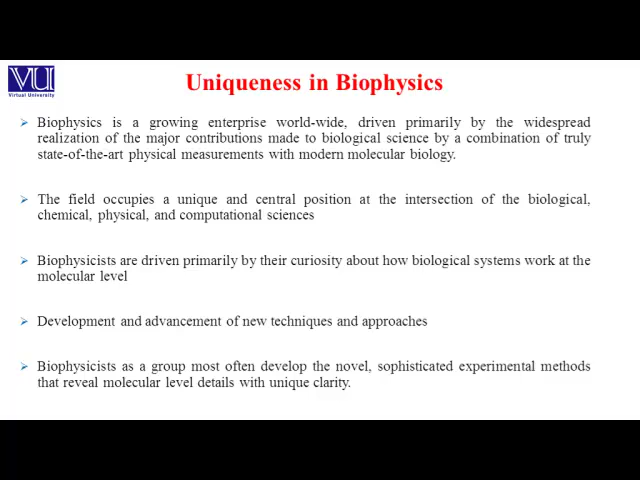 VU
Virtual University
Uniqueness in Biophysics
Biophysics is a growing enterprise world-wide, driven primarily by the widespread
realization of the major contributions made to biological science by a combination of truly
state-of-the-art physical measurements with modern molecular biology.
The field occupies a unique and central position at the intersection of the biological,
chemical, physical, and computational sciences
Biophysicists are driven primarily by their curiosity about how biological systems work at the
molecular level
Development and advancement of new techniques and approaches
Biophysicists as a group most often develop the novel, sophisticated experimental methods
that reveal molecular level details with unique clarity.